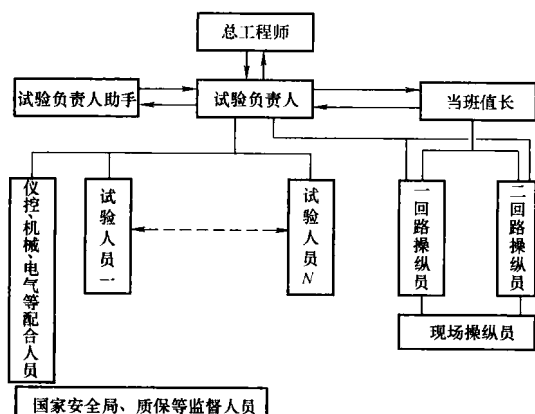 总工程师
试验负责人助手
试验负责人
当班值长
仪控、机械、电气等配合人员
试验人员一
试验人员N
一回路操纵员
二回路操纵员
现场操纵员
国家安全局、质保等监督人员